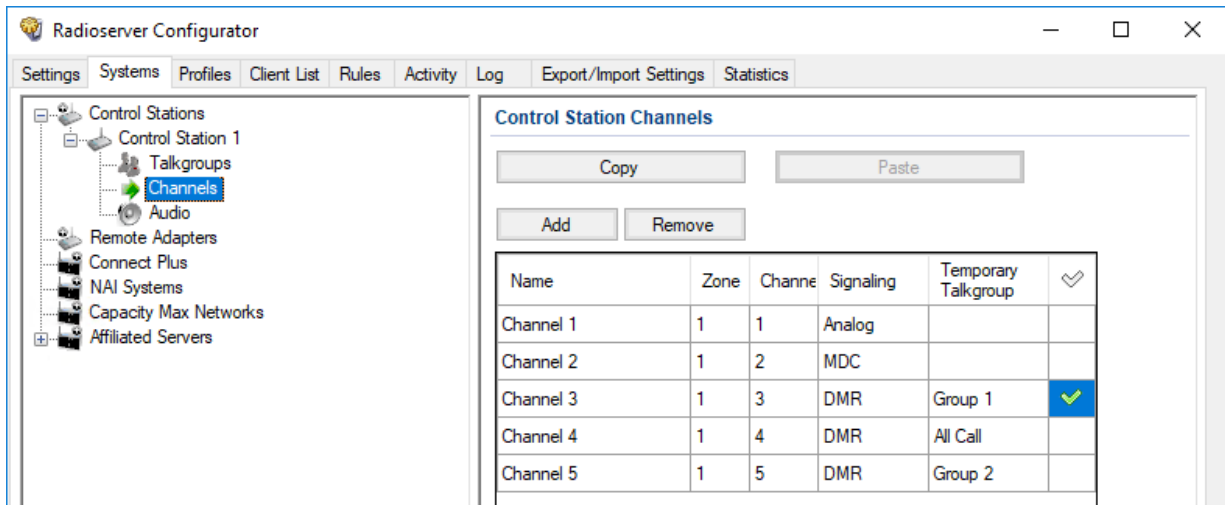 Radioserver Configurator
Settings Systems Profiles Client List Rules Activity Log Export/Import Settings Statistics
Control Stations
Control Station 1
Talkgroups
Channels
Audio
Remote Adapters
Connect Plus
NAI Systems
Capacity Max Networks
Affiliated Servers
Control Station Channels
Copy Paste
Add Remove
Name Zone Channe Signaling Temporary Talkgroup
Channel 1 1 1 Analog
Channel 2 1 2 MDC
Channel 3 1 3 DMR Group 1
Channel 4 1 4 DMR All Call
Channel 5 1 5 DMR Group 2